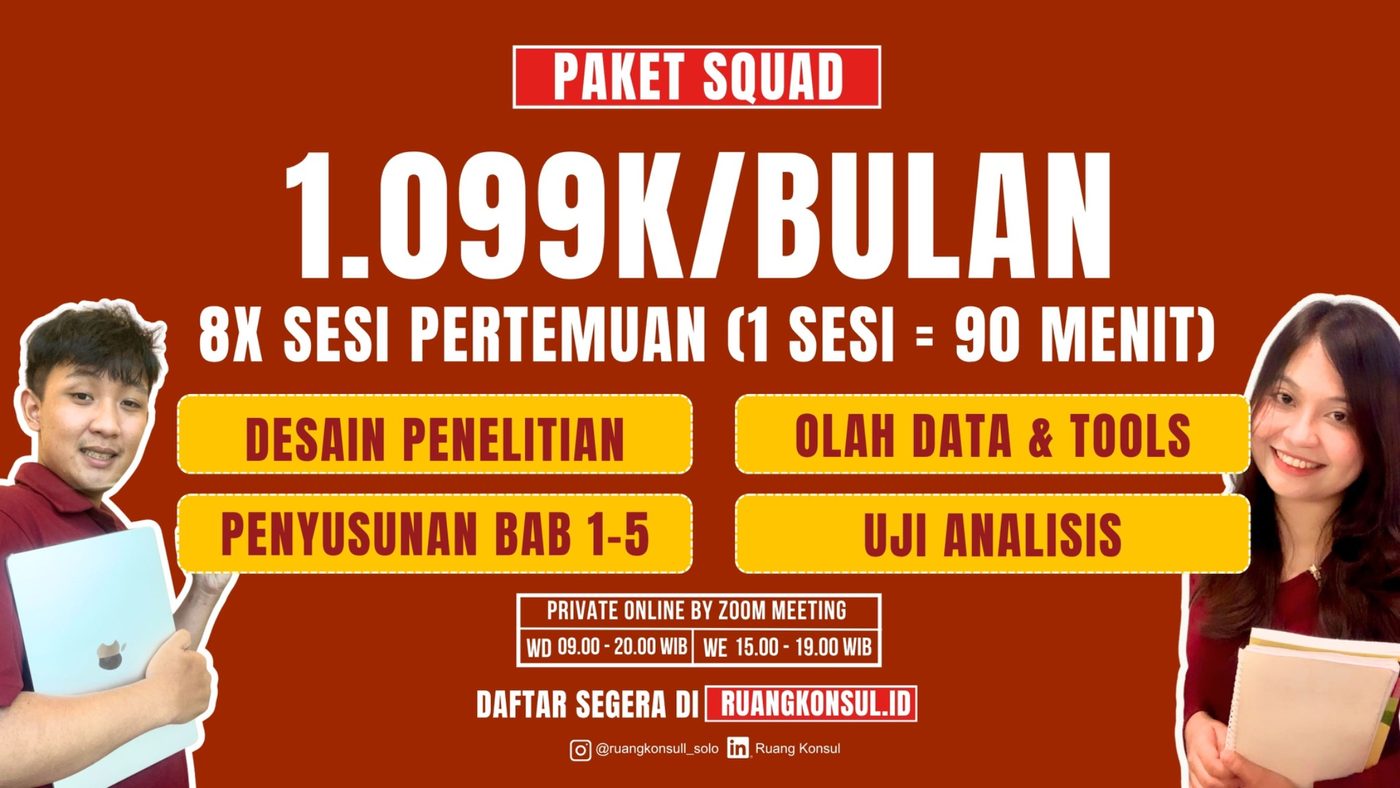 PAKET SQUAD
1.099K/BULAN
8X SESI PERTEMUAN (1 SESI = 90 MENIT)
DESAIN PENELITIAN
OLAH DATA & TOOLS
PENYUSUNAN BAB 1-5
UJI ANALISIS
PRIVATE ONLINE BY ZOOM MEETING
WD 09.00 - 20.00 WIB
WE 15.00 - 19.00 WIB
DAFTAR SEGERA DI RUANGKONSUL.ID
@ruangkonsull_solo in Ruang Konsul